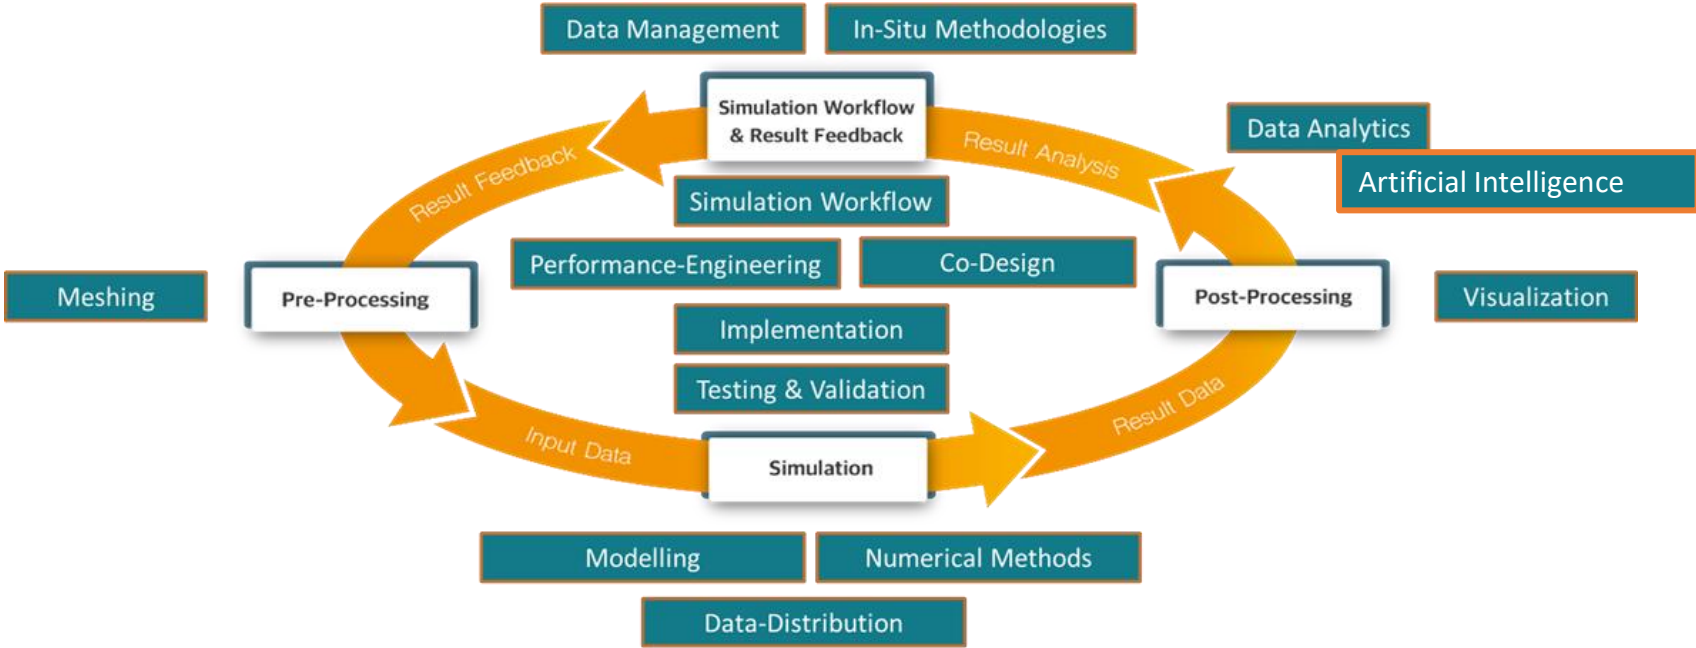 Data Management
In-Situ Methodologies
Simulation Workflow
& Result Feedback
Result Feedback
Result Analysis
Data Analytics
Artificial Intelligence
Simulation Workflow
Performance-Engineering
Co-Design
Meshing
Pre-Processing
Post-Processing
Visualization
Implementation
Testing & Validation
Input Data
Result Data
Simulation
Modelling
Numerical Methods
Data-Distribution